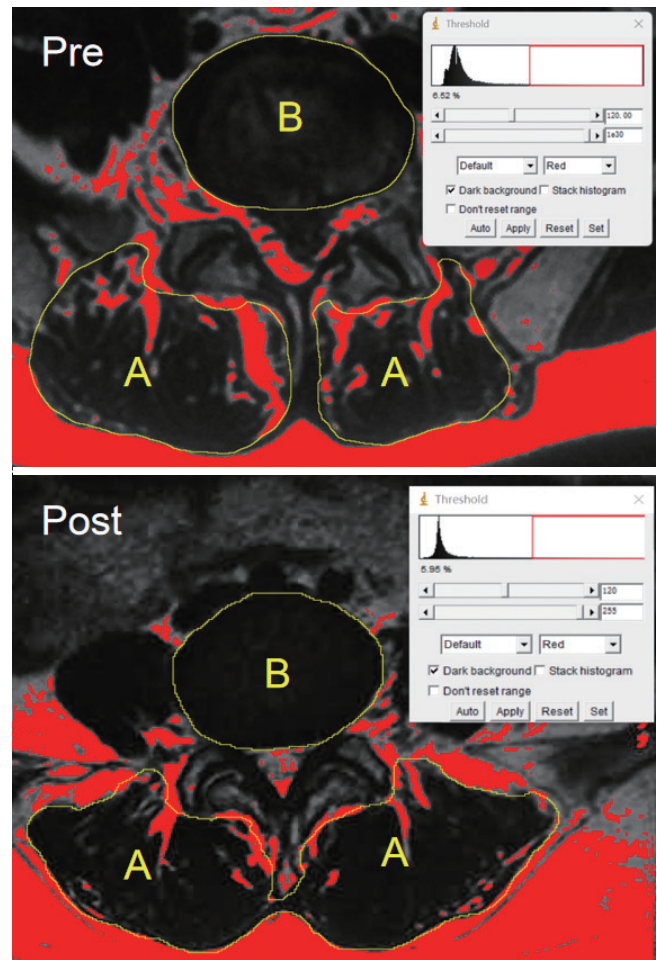 Pre
Threshold
B
6.52 %
120.00
1e30
Default Red
Dark background Stack histogram
Don't reset range
Auto Apply Reset Set
A A
Post
Threshold
B
5.95 %
120
255
Default Red
Dark background Stack histogram
Don't reset range
Auto Apply Reset Set
A A